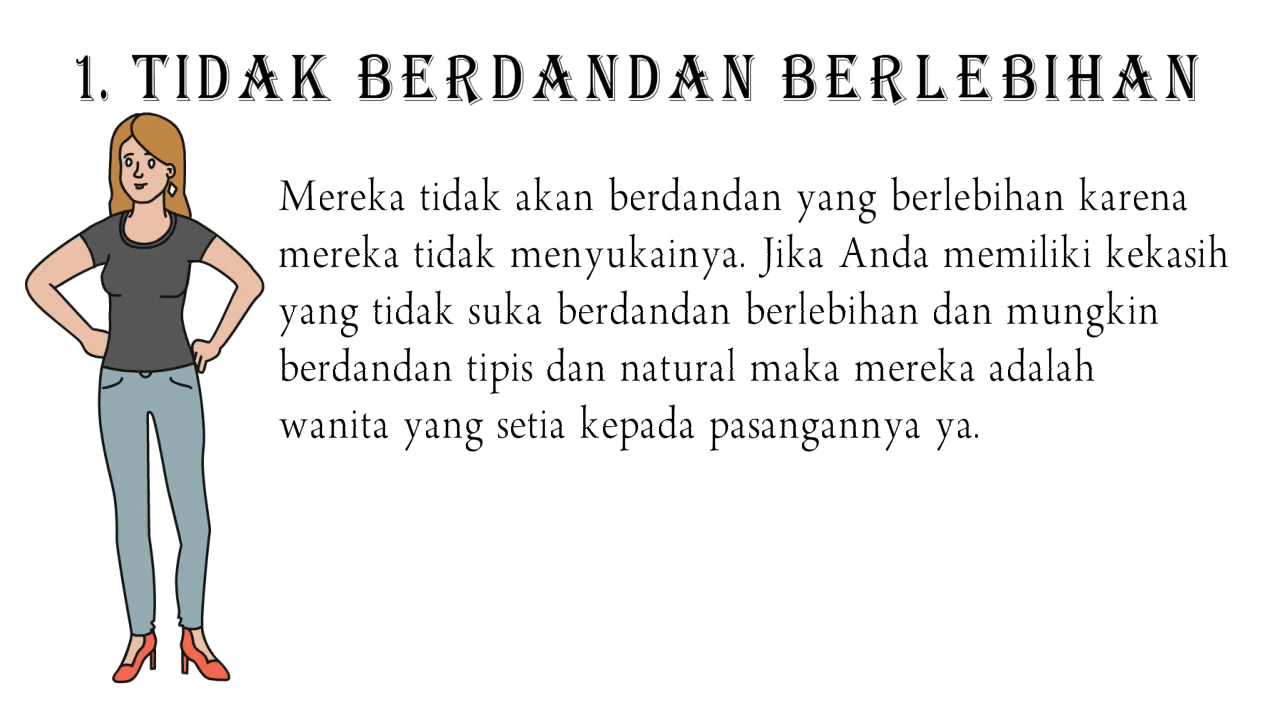 1. TIDAK BERDANDAN BERLEBIHAN
Mereka tidak akan berdandan yang berlebihan karena
mereka tidak menyukainya. Jika Anda memiliki kekasih
yang tidak suka berdandan berlebihan dan mungkin
berdandan tipis dan natural maka mereka adalah
wanita yang setia kepada pasangannya ya.